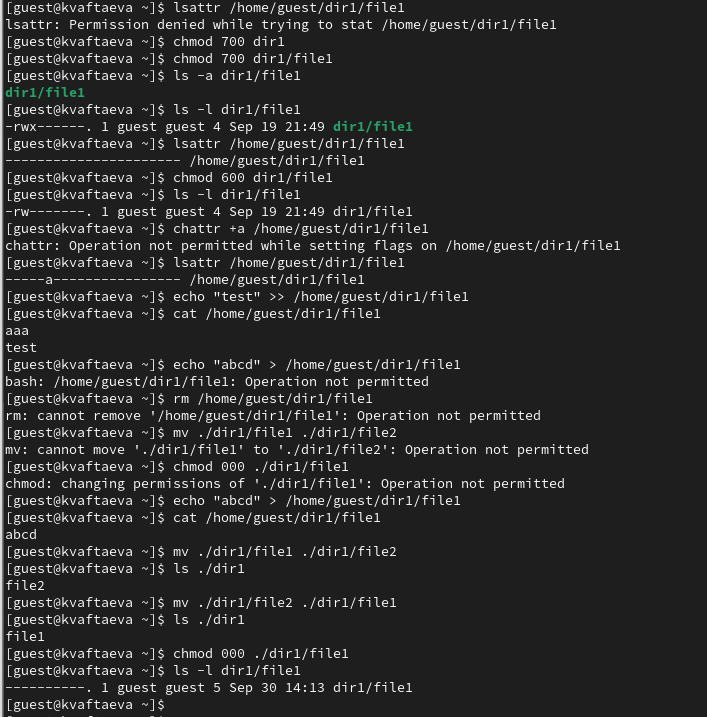 [guest@kvaftaeva ~]$ lsattr /home/guest/dir1/file1
lsattr: Permission denied while trying to stat /home/guest/dir1/file1
[guest@kvaftaeva ~]$ chmod 700 dir1
[guest@kvaftaeva ~]$ chmod 700 dir1/file1
[guest@kvaftaeva ~]$ ls -a dir1/file1
dir1/file1
[guest@kvaftaeva ~]$ ls -l dir1/file1
-rwx------. 1 guest guest 4 Sep 19 21:49 dir1/file1
[guest@kvaftaeva ~]$ lsattr /home/guest/dir1/file1
---------------------- /home/guest/dir1/file1
[guest@kvaftaeva ~]$ chmod 600 dir1/file1
[guest@kvaftaeva ~]$ ls -l dir1/file1
-rw-------. 1 guest guest 4 Sep 19 21:49 dir1/file1
[guest@kvaftaeva ~]$ chattr +a /home/guest/dir1/file1
chattr: Operation not permitted while setting flags on /home/guest/dir1/file1
[guest@kvaftaeva ~]$ lsattr /home/guest/dir1/file1
-----a---------------- /home/guest/dir1/file1
[guest@kvaftaeva ~]$ echo "test" >> /home/guest/dir1/file1
[guest@kvaftaeva ~]$ cat /home/guest/dir1/file1
aaa
test
[guest@kvaftaeva ~]$ echo "abcd" > /home/guest/dir1/file1
bash: /home/guest/dir1/file1: Operation not permitted
[guest@kvaftaeva ~]$ rm /home/guest/dir1/file1
rm: cannot remove '/home/guest/dir1/file1': Operation not permitted
[guest@kvaftaeva ~]$ mv ./dir1/file1 ./dir1/file2
mv: cannot move './dir1/file1' to './dir1/file2': Operation not permitted
[guest@kvaftaeva ~]$ chmod 000 ./dir1/file1
chmod: changing permissions of './dir1/file1': Operation not permitted
[guest@kvaftaeva ~]$ echo "abcd" > /home/guest/dir1/file1
[guest@kvaftaeva ~]$ cat /home/guest/dir1/file1
abcd
[guest@kvaftaeva ~]$ mv ./dir1/file1 ./dir1/file2
[guest@kvaftaeva ~]$ ls ./dir1
file2
[guest@kvaftaeva ~]$ mv ./dir1/file2 ./dir1/file1
[guest@kvaftaeva ~]$ ls ./dir1
file1
[guest@kvaftaeva ~]$ chmod 000 ./dir1/file1
[guest@kvaftaeva ~]$ ls -l dir1/file1
----------. 1 guest guest 5 Sep 30 14:13 dir1/file1
[guest@kvaftaeva ~]$